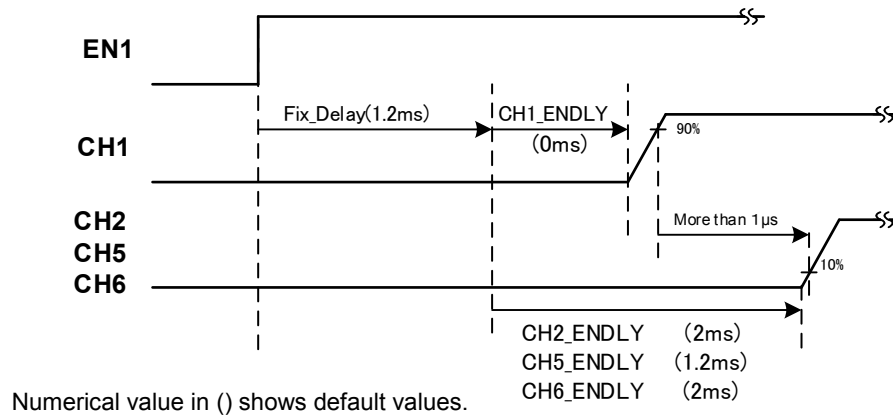 EN1
Fix_Delay(1.2ms)
CH1_ENDLY
(0ms)
CH1
90%
CH2
CH5
CH6
More than 1µs
10%
CH2_ENDLY (2ms)
CH5_ENDLY (1.2ms)
CH6_ENDLY (2ms)
Numerical value in () shows default values.